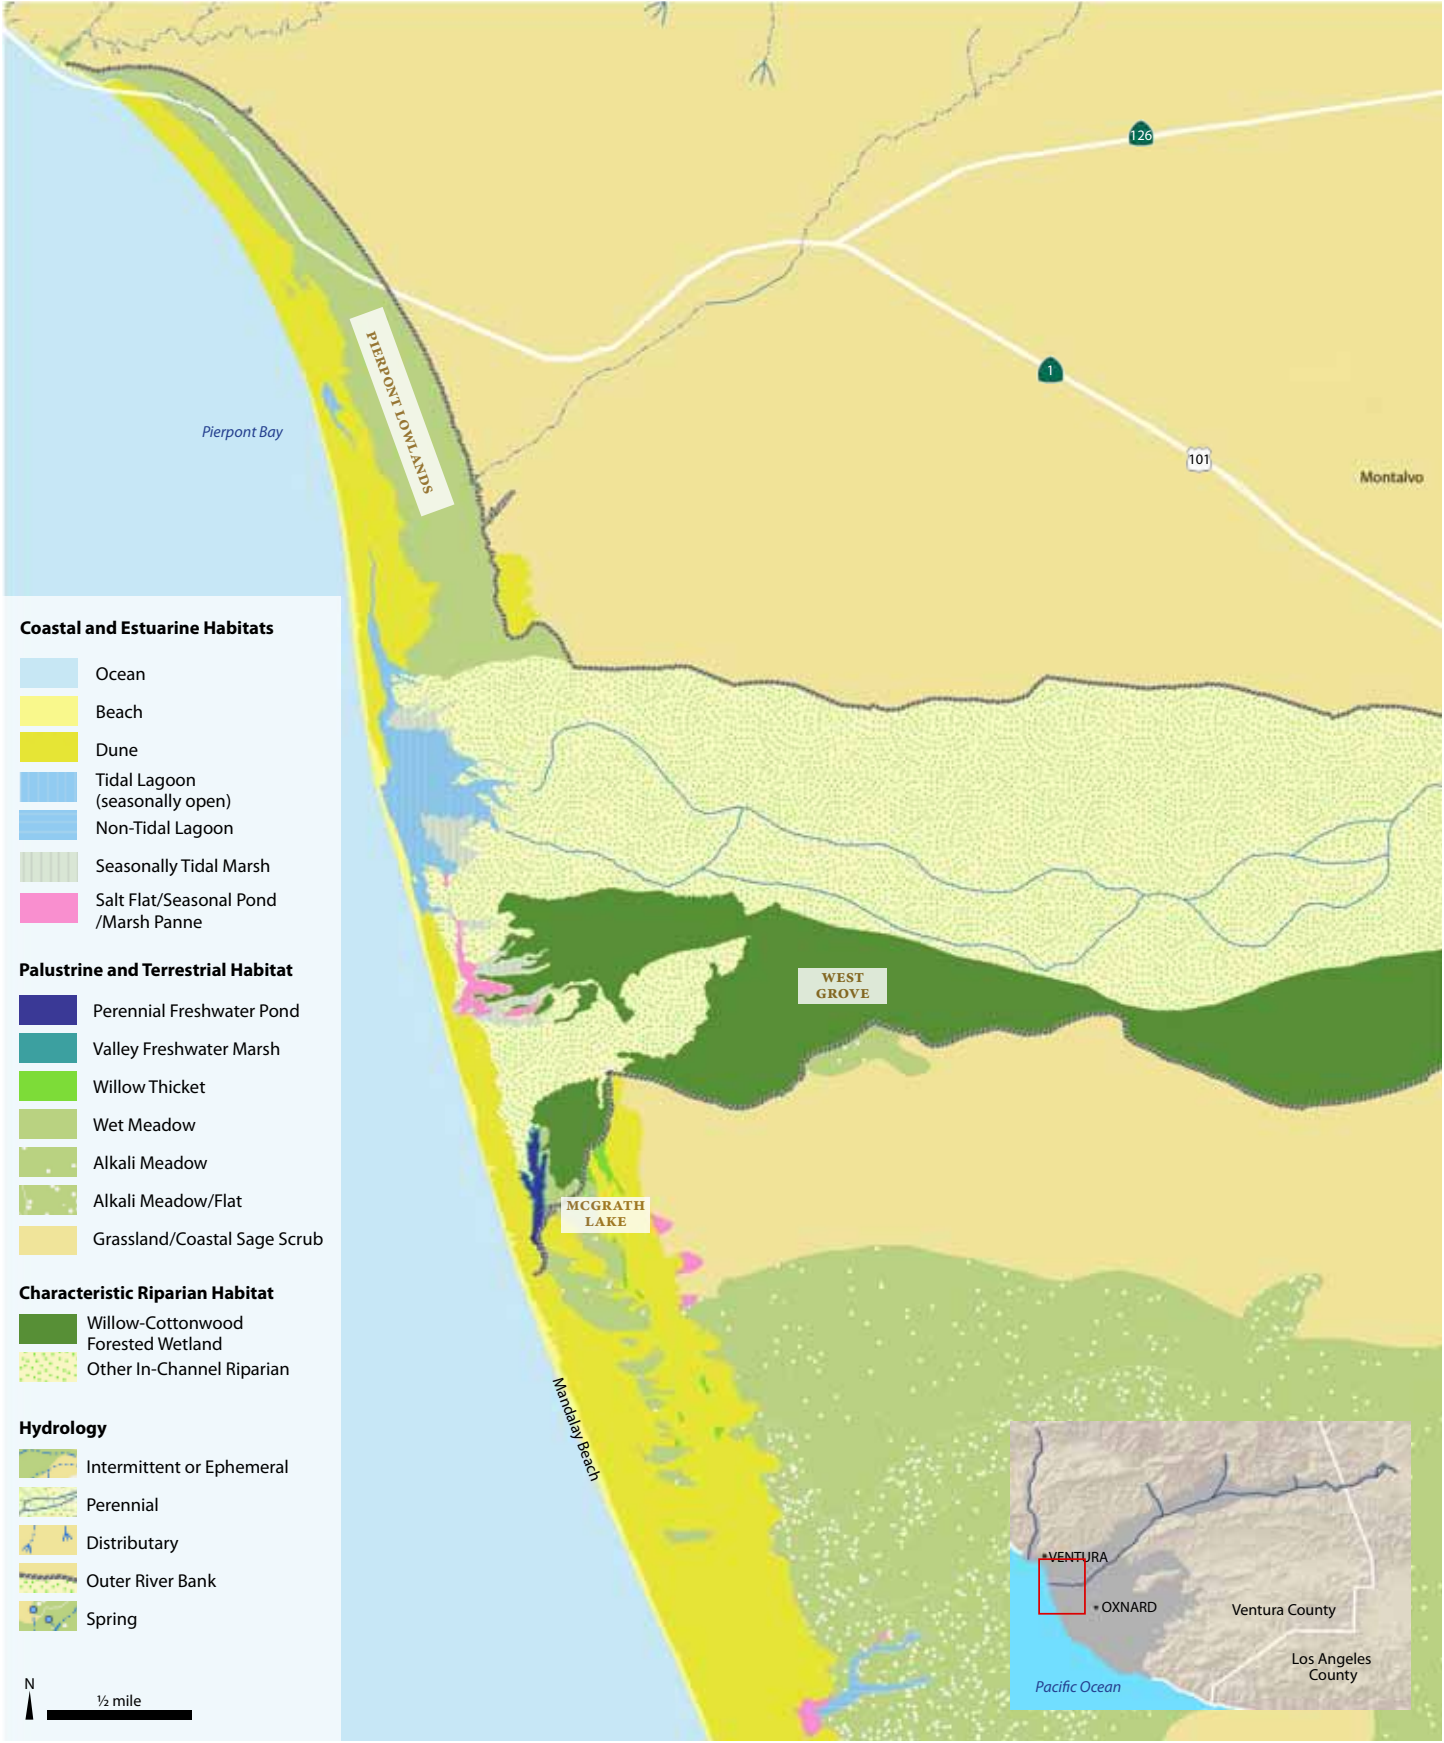 126
1
101
Montalvo
PIERPONT LOWLANDS
Pierpont Bay
Coastal and Estuarine Habitats
Ocean
Beach
Dune
Tidal Lagoon
(seasonally open)
Non-Tidal Lagoon
Seasonally Tidal Marsh
Salt Flat/Seasonal Pond
/Marsh Panne
Palustrine and Terrestrial Habitat
Perennial Freshwater Pond
Valley Freshwater Marsh
Willow Thicket
Wet Meadow
Alkali Meadow
Alkali Meadow/Flat
Grassland/Coastal Sage Scrub
Characteristic Riparian Habitat
Willow-Cottonwood
Forested Wetland
Other In-Channel Riparian
Hydrology
Intermittent or Ephemeral
Perennial
Distributary
Outer River Bank
Spring
N
½ mile
WEST
GROVE
MCGRATH
LAKE
Mandalay Beach
VENTURA
OXNARD
Ventura County
Los Angeles
County
Pacific Ocean